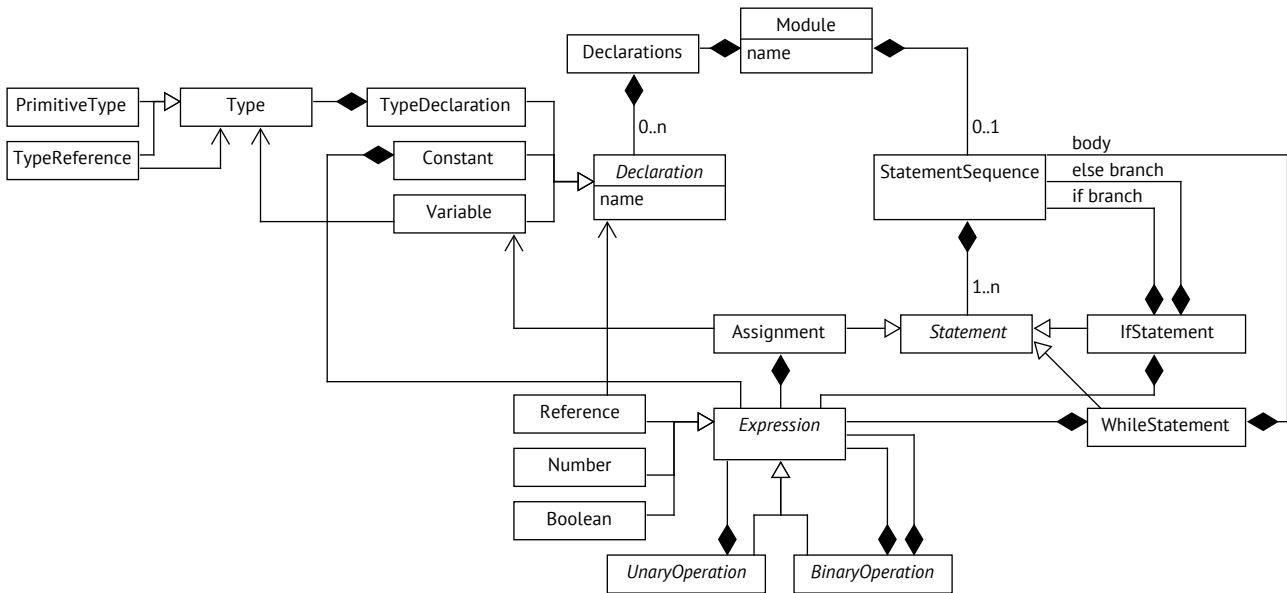 Module
name
Declarations
PrimitiveType
Type
TypeDeclaration
0..n
0..1
body
TypeReference
Constant
Declaration
name
StatementSequence
else branch
if branch
Variable
1..n
Assignment
Statement
IfStatement
Reference
Expression
WhileStatement
Number
Boolean
UnaryOperation
BinaryOperation